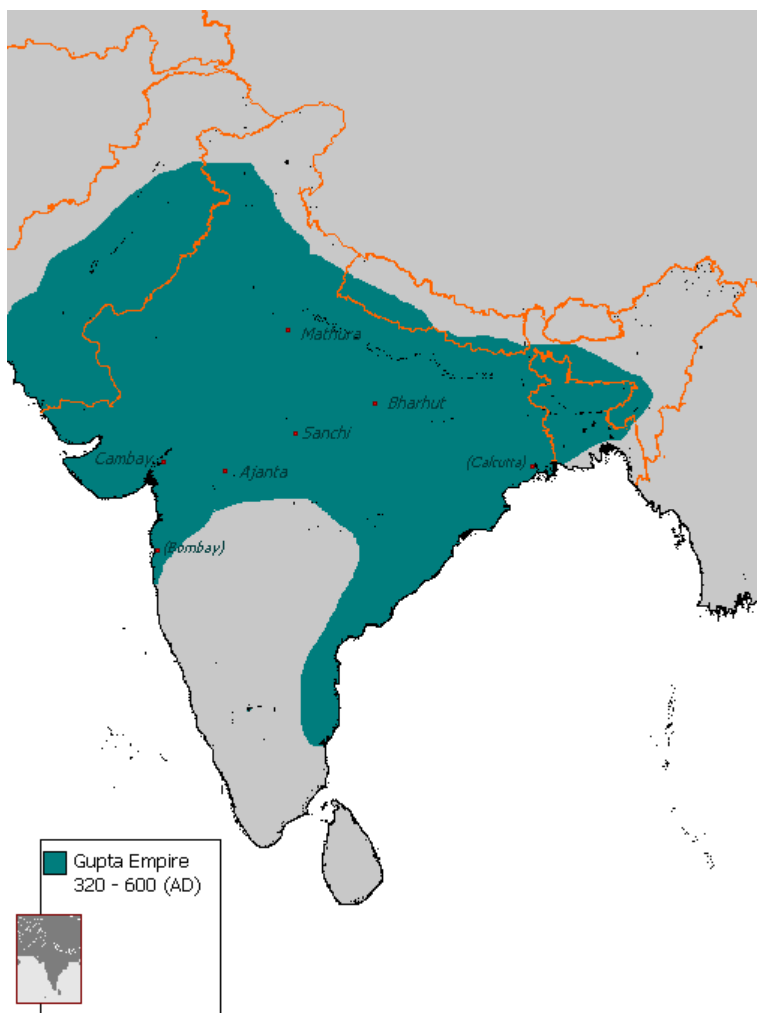 Mathura
Bharhut
Sanchi
Cambay
Ajanta
(Calcutta)
(Bombay)
Gupta Empire
320 - 600 (AD)